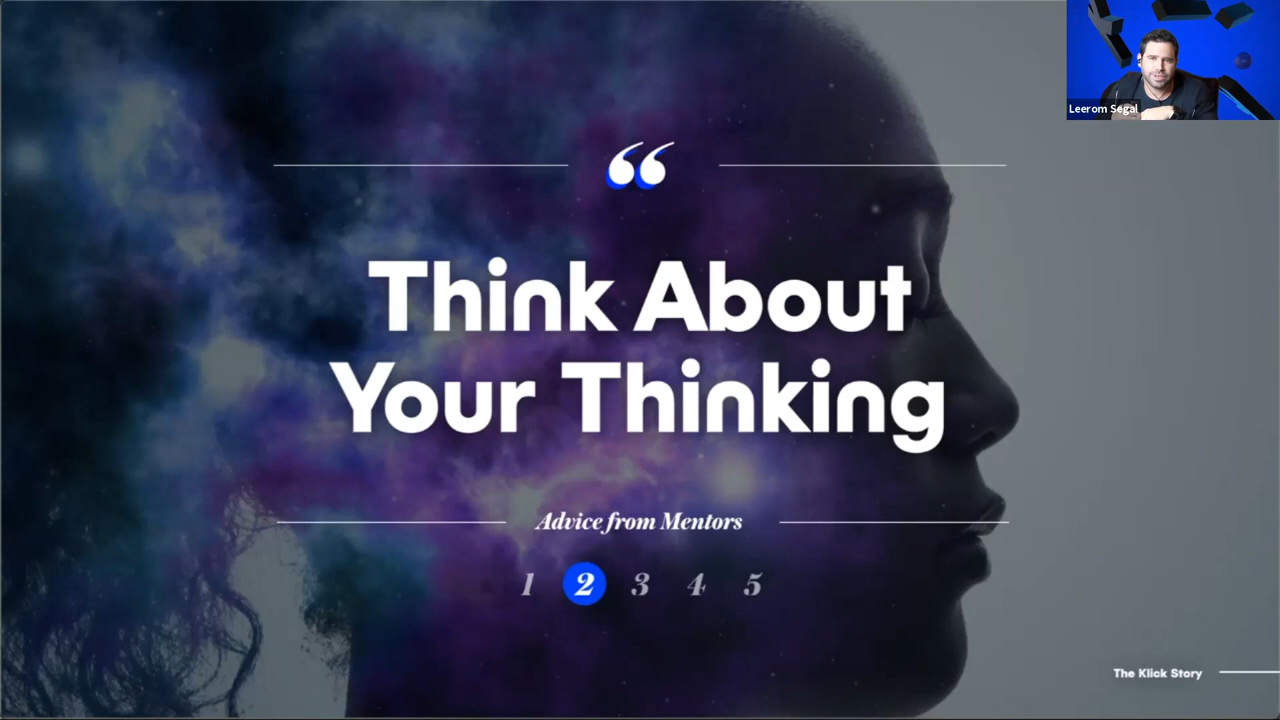 Leerom Segal
“
Think About
Your Thinking
Advice from Mentors
1 2 3 4 5
The Klick Story